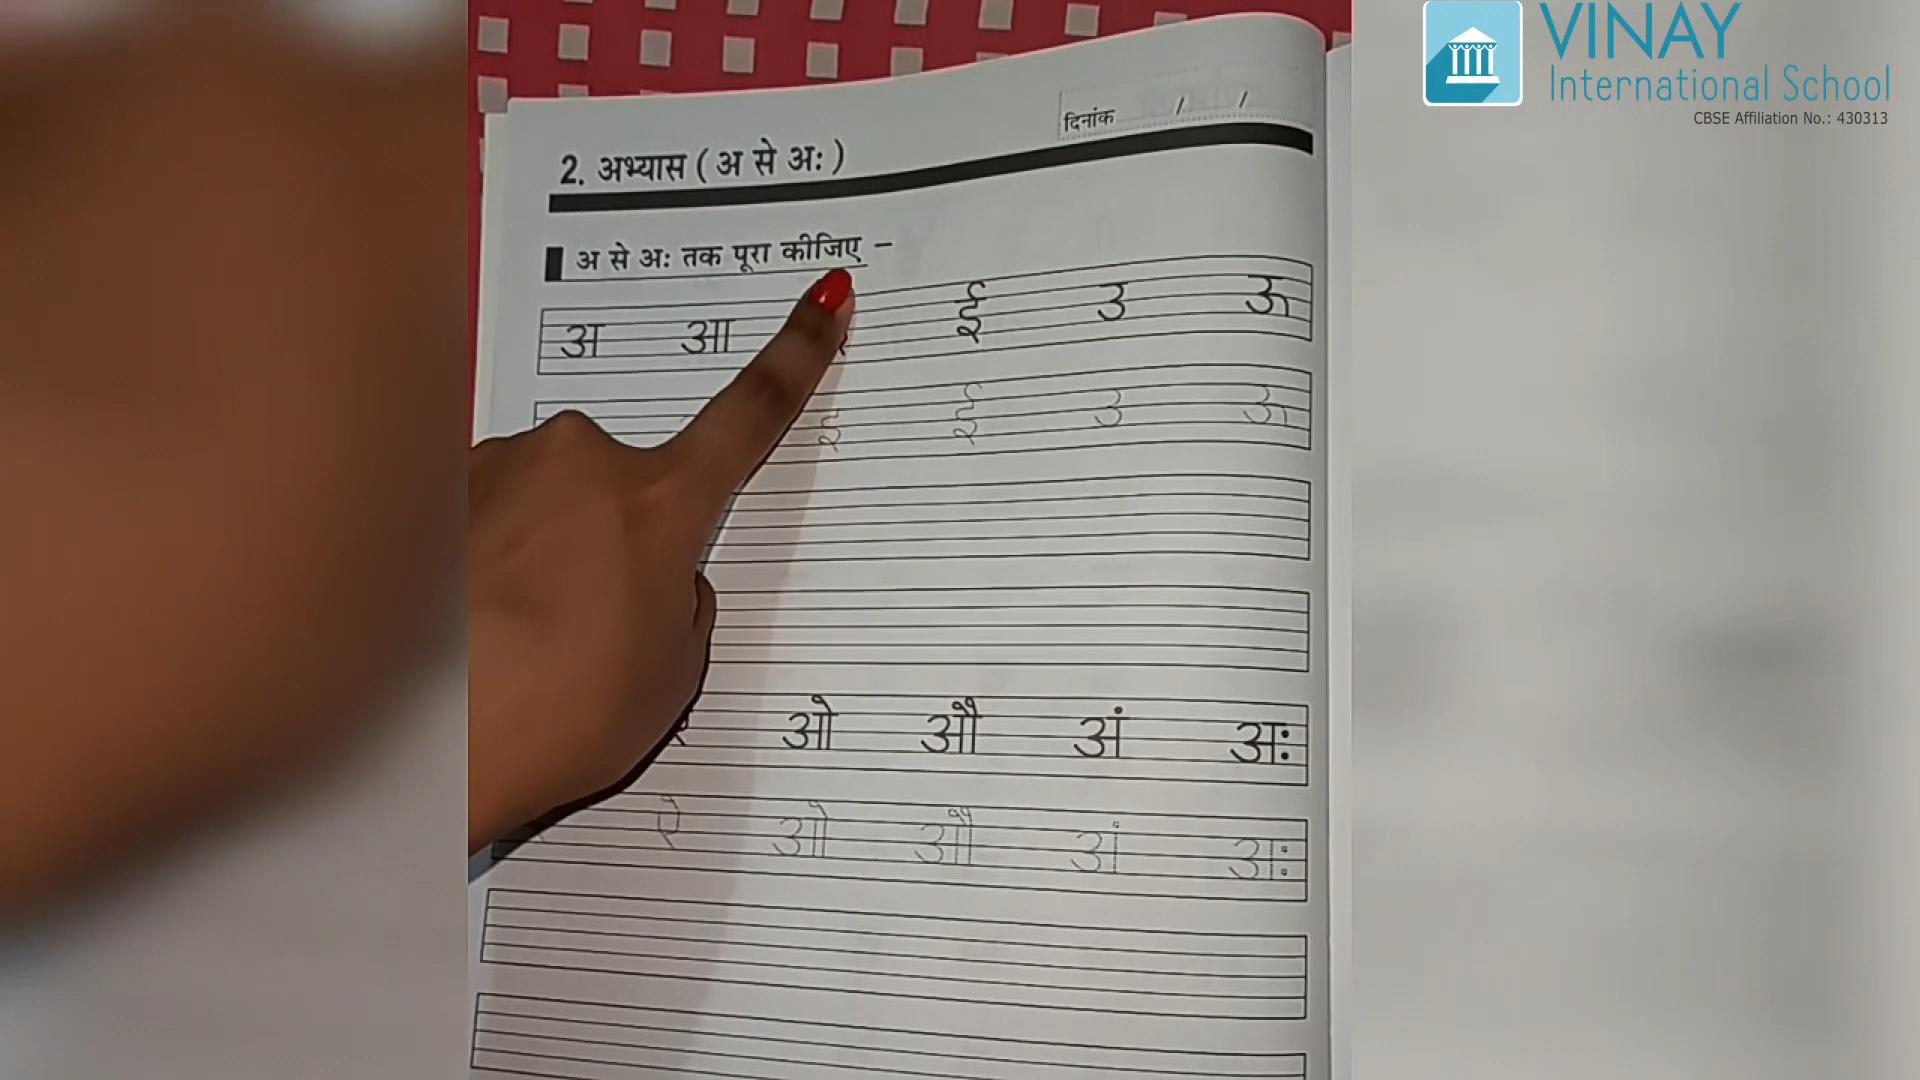 VINAY
International School
CBSE Affiliation No.: 430313
दिनांक / /
2. अभ्यास ( अ से अः )
अ से अः तक पूरा कीजिए –
अ आ ई उ ऊ
इ ई उ ऊ
ओ औ अं अः
ऐ ओ औ अं अः